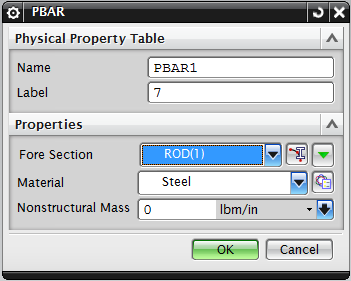 PBAR
Physical Property Table
Name PBAR1
Label 7
Properties
Fore Section ROD(1)
Material Steel
Nonstructural Mass 0 lbm/in
OK Cancel